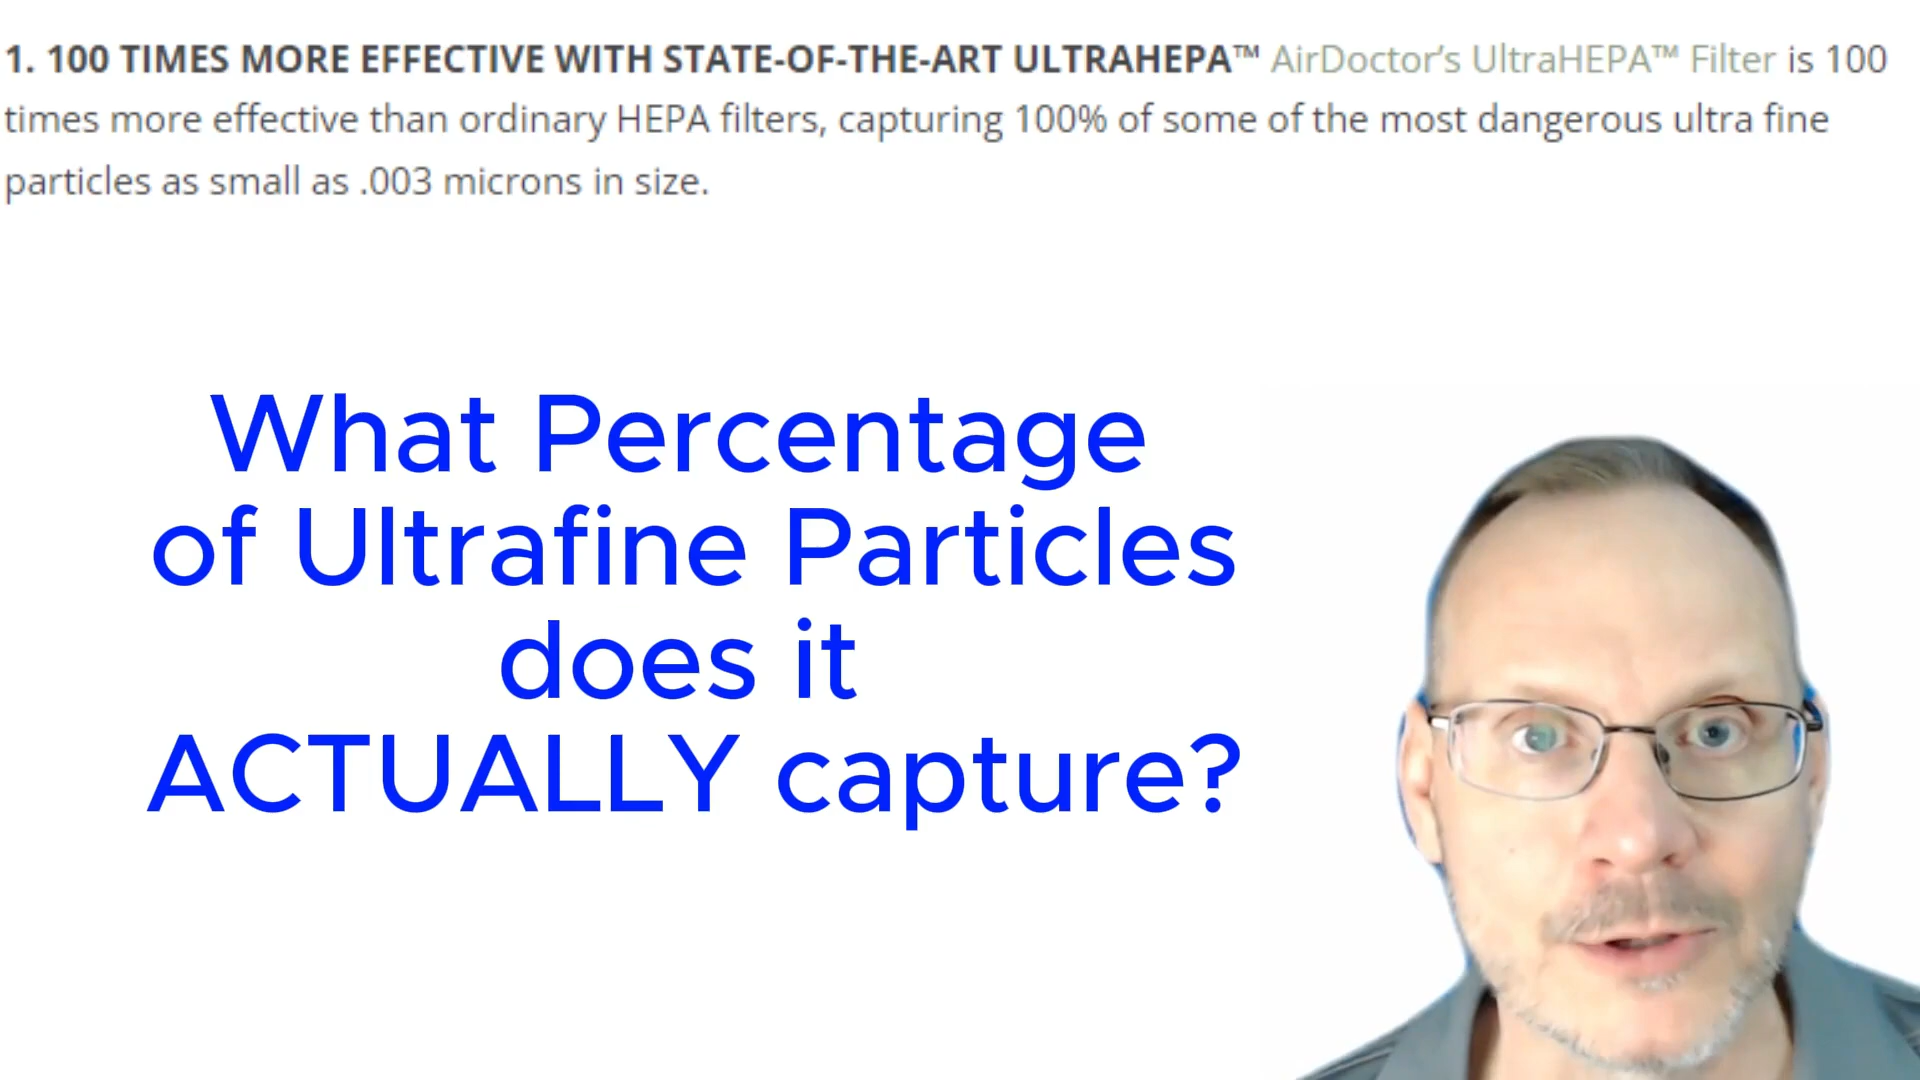 1. 100 TIMES MORE EFFECTIVE WITH STATE-OF-THE-ART ULTRAHEPA™ AirDoctor's UltraHEPA™ Filter is 100
times more effective than ordinary HEPA filters, capturing 100% of some of the most dangerous ultra fine
particles as small as .003 microns in size.
What Percentage
of Ultrafine Particles
does it
ACTUALLY capture?